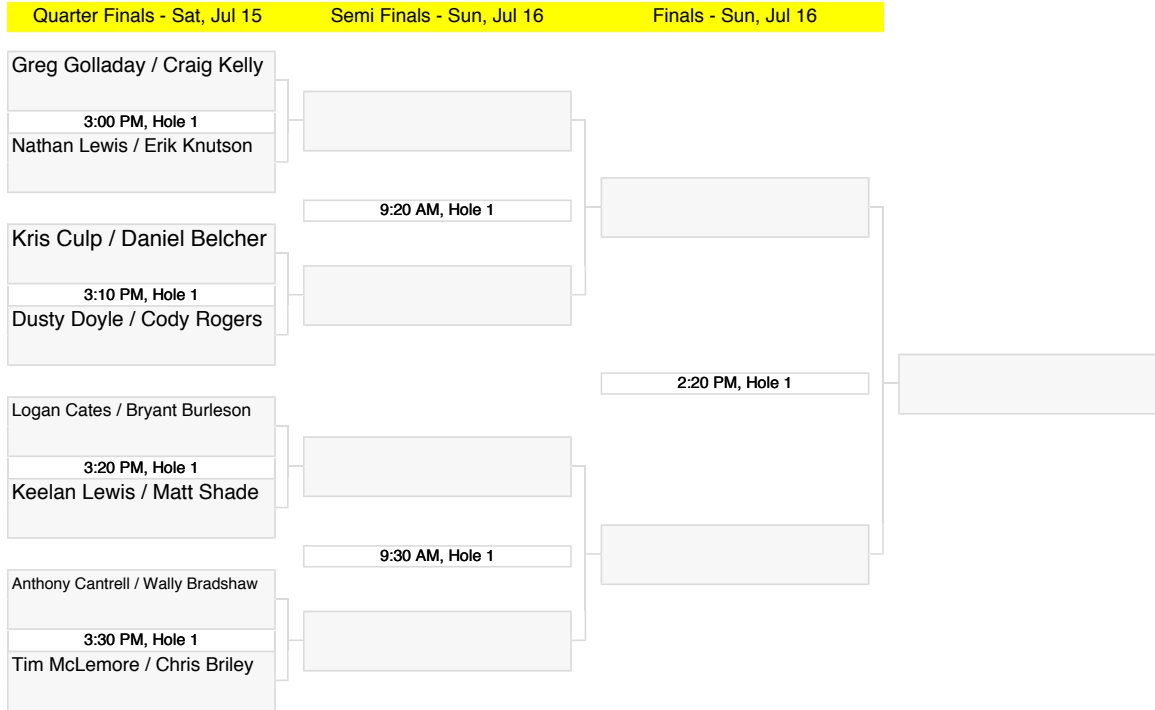 Quarter Finals - Sat, Jul 15
Semi Finals - Sun, Jul 16
Finals - Sun, Jul 16
Greg Golladay / Craig Kelly
3:00 PM, Hole 1
Nathan Lewis / Erik Knutson
9:20 AM, Hole 1
Kris Culp / Daniel Belcher
3:10 PM, Hole 1
Dusty Doyle / Cody Rogers
2:20 PM, Hole 1
Logan Cates / Bryant Burleson
3:20 PM, Hole 1
Keelan Lewis / Matt Shade
9:30 AM, Hole 1
Anthony Cantrell / Wally Bradshaw
3:30 PM, Hole 1
Tim McLemore / Chris Briley